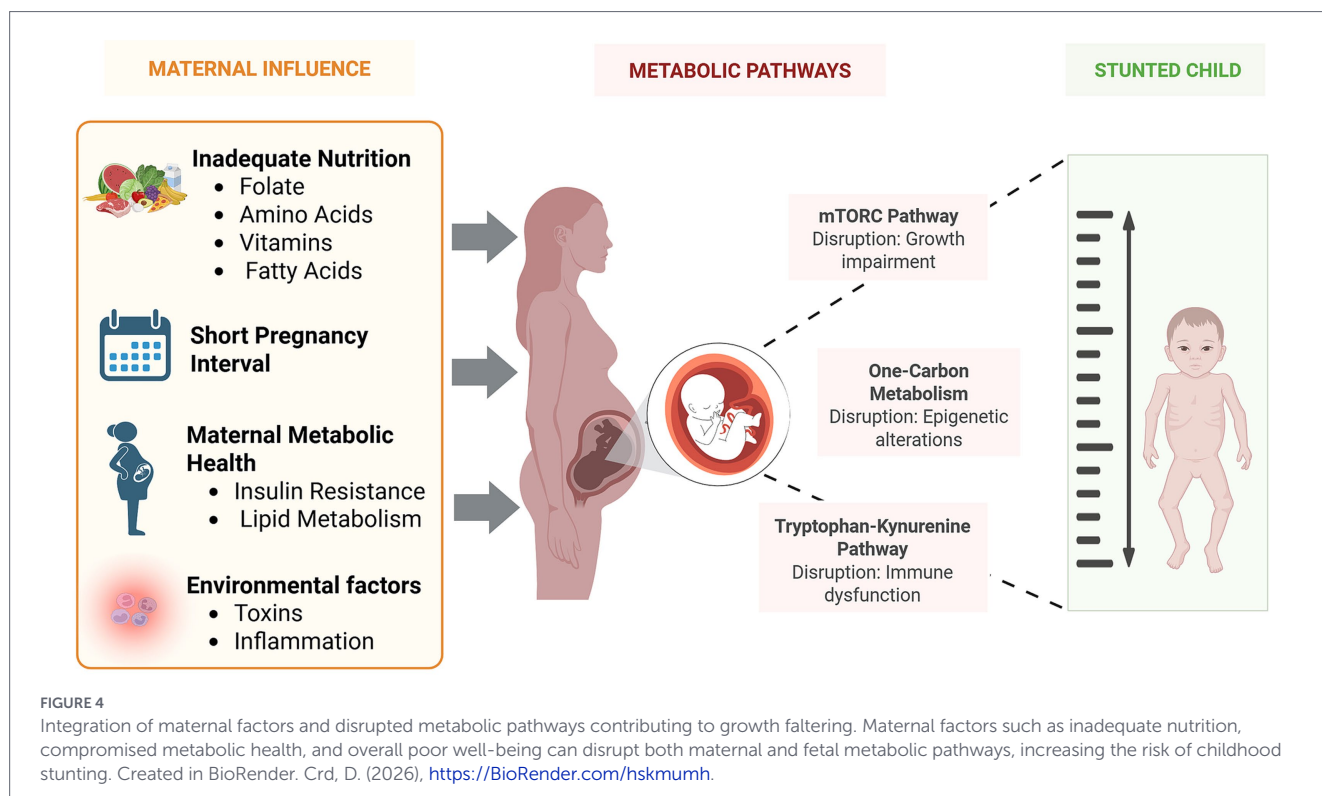 MATERNAL INFLUENCE
METABOLIC PATHWAYS
STUNTED CHILD
Inadequate Nutrition
• Folate
• Amino Acids
• Vitamins
• Fatty Acids
Short Pregnancy
Interval
Maternal Metabolic
Health
• Insulin Resistance
• Lipid Metabolism
Environmental factors
• Toxins
• Inflammation
mTORC Pathway
Disruption: Growth
impairment
One-Carbon
Metabolism
Disruption: Epigenetic
alterations
Tryptophan-Kynurenine
Pathway
Disruption: Immune
dysfunction
FIGURE 4
Integration of maternal factors and disrupted metabolic pathways contributing to growth faltering. Maternal factors such as inadequate nutrition,
compromised metabolic health, and overall poor well-being can disrupt both maternal and fetal metabolic pathways, increasing the risk of childhood
stunting. Created in BioRender. Crd, D. (2026), https://BioRender.com/hskmumh.